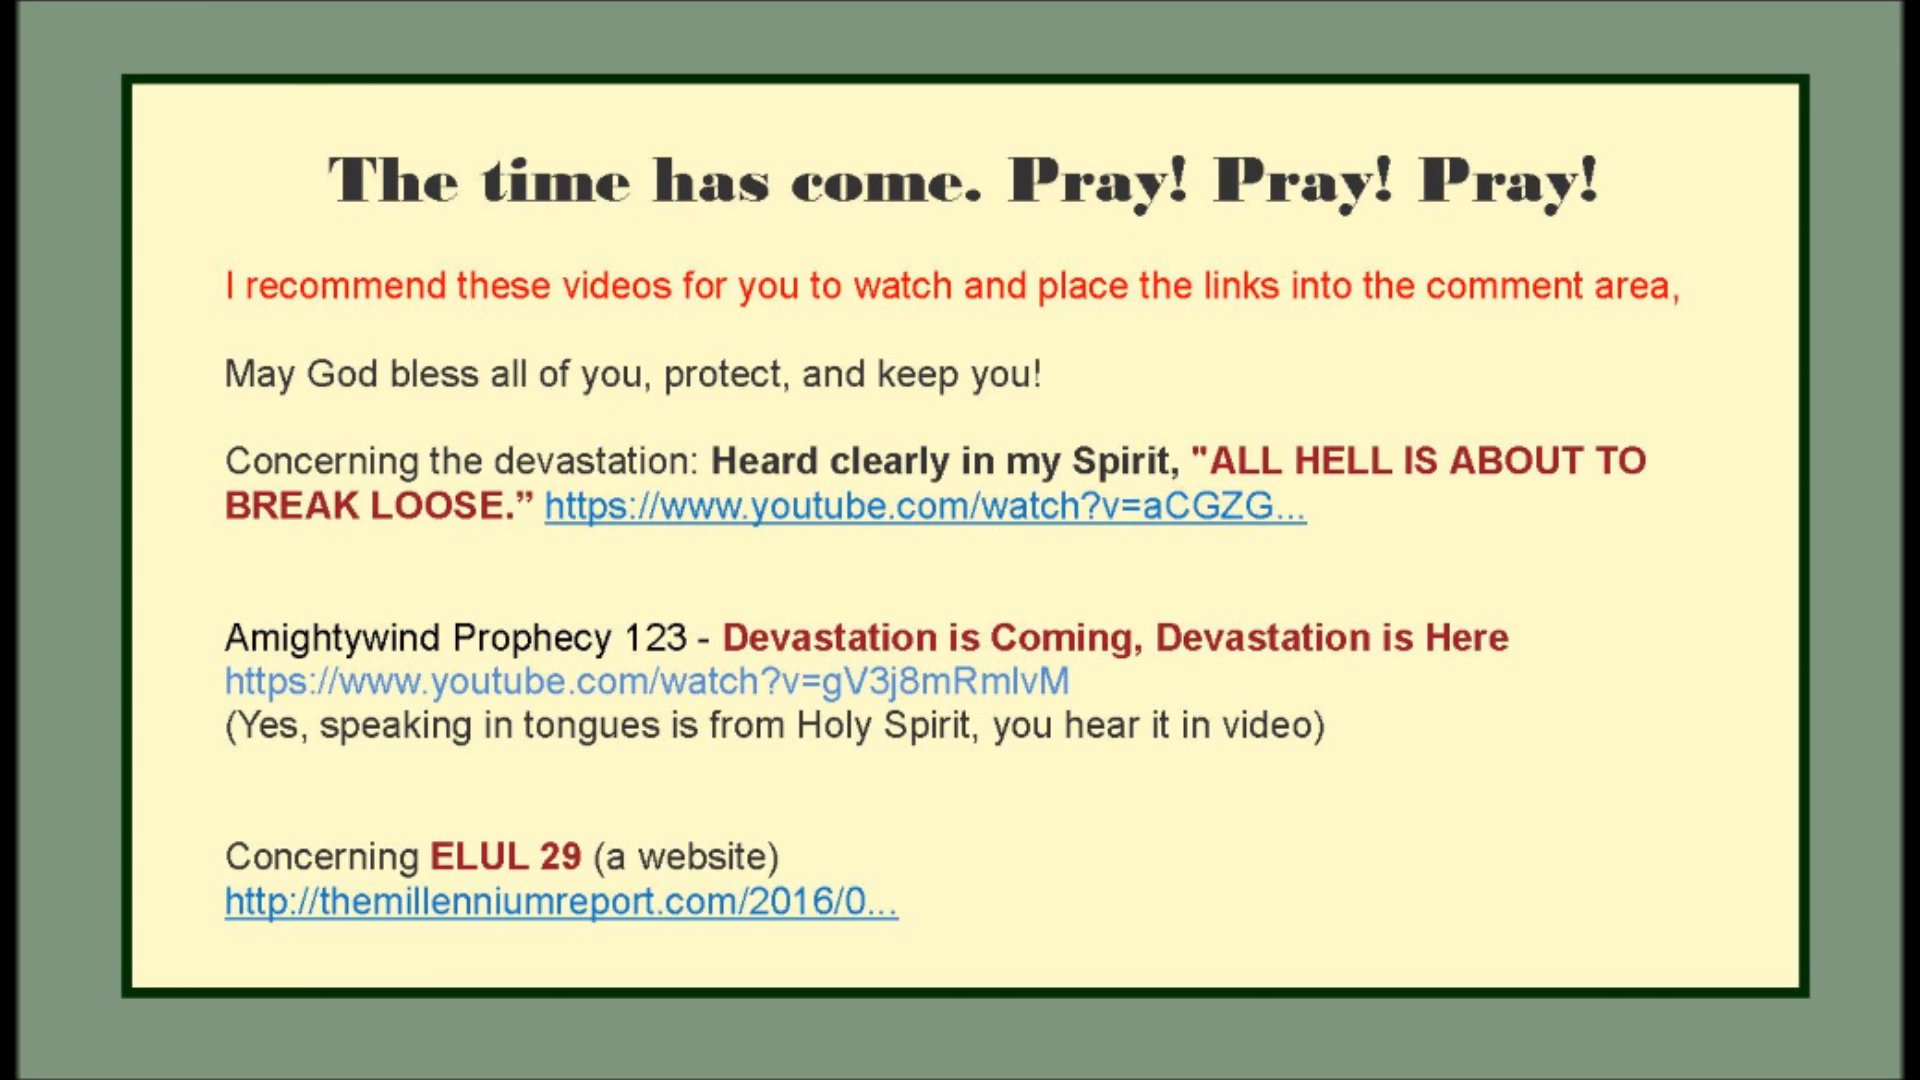 The time has come. Pray! Pray! Pray!
I recommend these videos for you to watch and place the links into the comment area,
May God bless all of you, protect, and keep you!
Concerning the devastation: Heard clearly in my Spirit, "ALL HELL IS ABOUT TO
BREAK LOOSE.” https://www.youtube.com/watch?v=aCGZG...
Amightywind Prophecy 123 - Devastation is Coming, Devastation is Here
https://www.youtube.com/watch?v=gV3j8mRmlvM
(Yes, speaking in tongues is from Holy Spirit, you hear it in video)
Concerning ELUL 29 (a website)
http://themillenniumreport.com/2016/0...